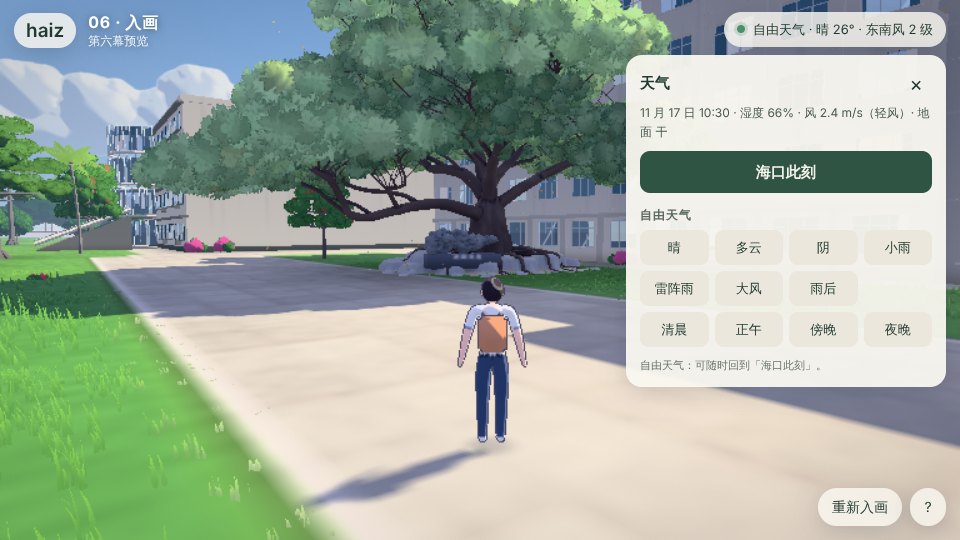 haiz
06 · 入画
第六幕预览
自由天气 · 晴 26° · 东南风 2 级
天气
×
11 月 17 日 10:30 · 湿度 66% · 风 2.4 m/s（轻风）· 地
面 干
海口此刻
自由天气
晴 多云 阴 小雨
雷阵雨 大风 雨后
清晨 正午 傍晚 夜晚
自由天气：可随时回到「海口此刻」。
重新入画 ?